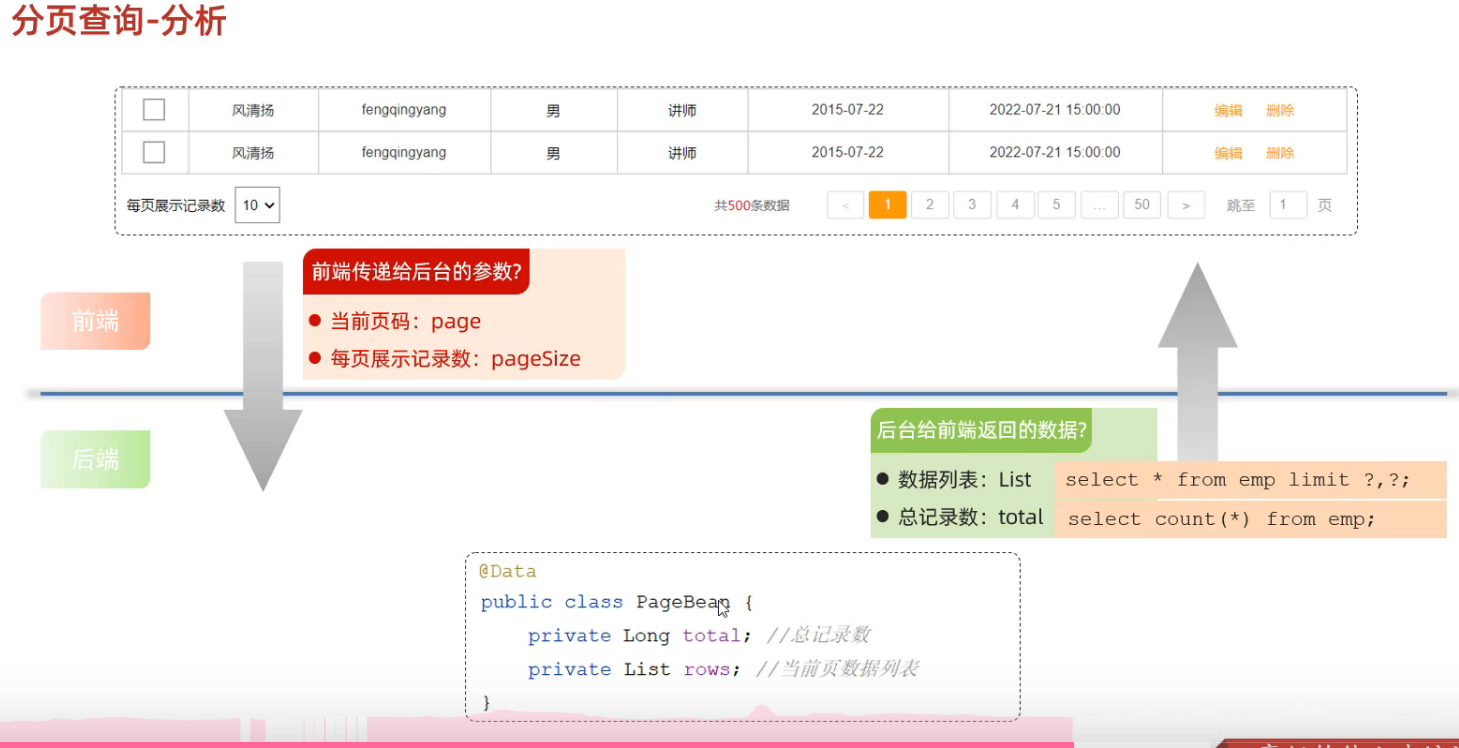 分页查询-分析
风清扬 fengqingyang 男 讲师 2015-07-22 2022-07-21 15:00:00 编辑 删除
风清扬 fengqingyang 男 讲师 2015-07-22 2022-07-21 15:00:00 编辑 删除
每页展示记录数 10 共500条数据 < 1 2 3 4 5 ... 50 > 跳至 1 页
前端传递给后台的参数?
前端
当前页码：page
每页展示记录数：pageSize
后台给前端返回的数据?
后端
数据列表：List select * from emp limit ?,?;
总记录数：total select count(*) from emp;
@Data
public class PageBean {
private Long total; //总记录数
private List rows; //当前页数据列表
}